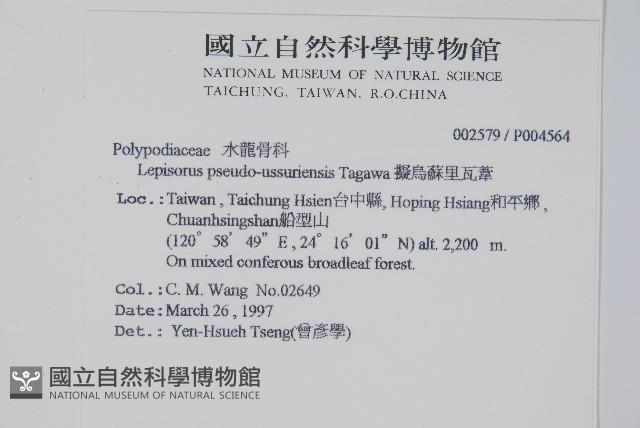 國立自然科學博物館
NATIONAL MUSEUM OF NATURAL SCIENCE
TAICHUNG, TAIWAN, R.O.CHINA
002579 / P004564
Polypodiaceae 水龍骨科
Lepisorus pseudo-ussuriensis Tagawa 擬烏蘇里瓦葦
Loc.: Taiwan , Taichung Hsien台中縣, Hoping Hsiang和平鄉 ,
Chuanhsingshan船型山
(120° 58' 49" E , 24° 16' 01" N) alt. 2,200 m.
On mixed conferous broadleaf forest.
Col.: C. M. Wang No.02649
Date: March 26 , 1997
Det.: Yen-Hsueh Tseng(曾彥學)
國立自然科學博物館
NATIONAL MUSEUM OF NATURAL SCIENCE